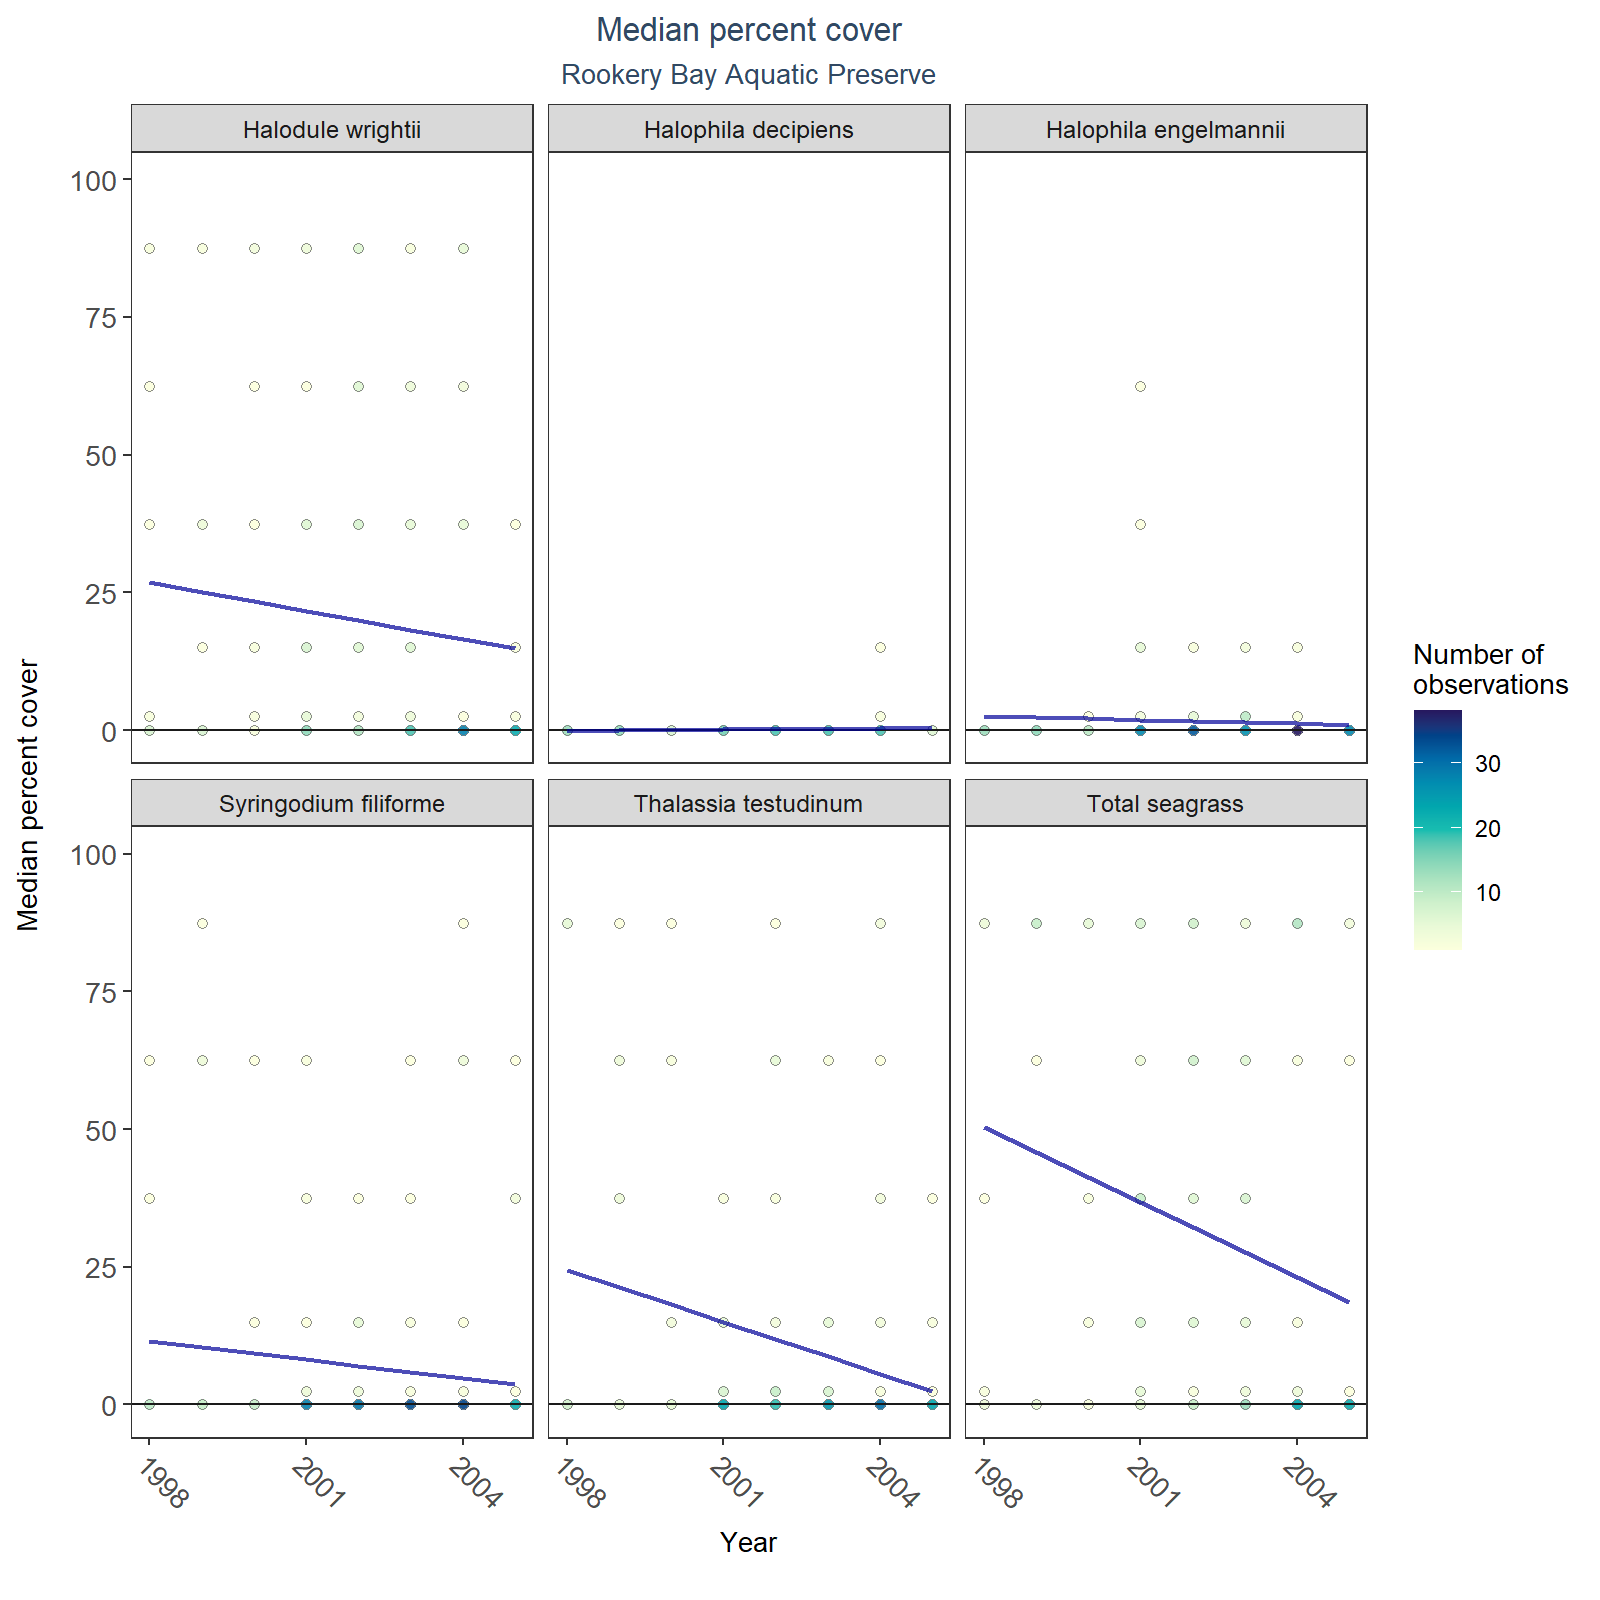 Median percent cover
Rookery Bay Aquatic Preserve
Halodule wrightii
Halophila decipiens
Halophila engelmannii
100
75
50
25
0
Syringodium filiforme
Thalassia testudinum
Total seagrass
100
75
50
25
0
1998
2001
2004
1998
2001
2004
1998
2001
2004
Year
Median percent cover
Number of
observations
30
20
10